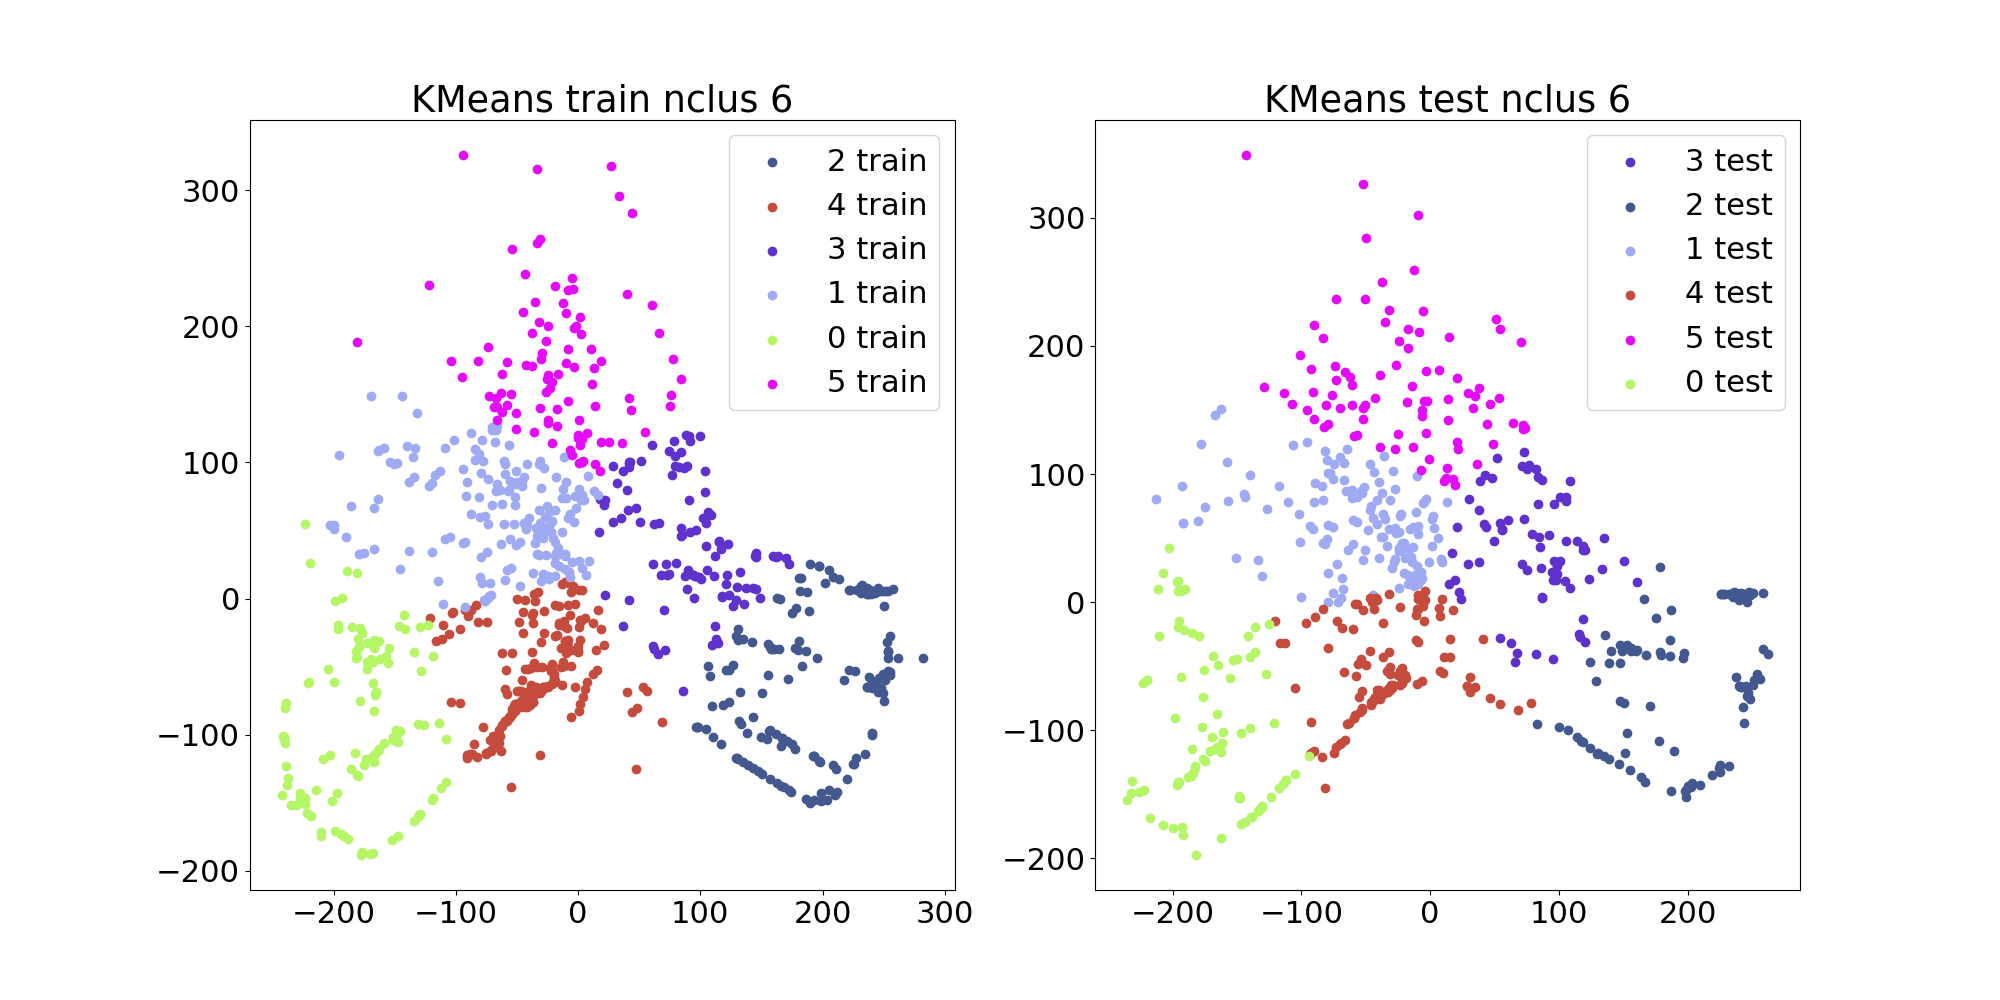 KMeans train nclus 6
300
200
100
0
−100
−200
−200 −100 0 100 200 300
2 train
4 train
3 train
1 train
0 train
5 train
KMeans test nclus 6
300
200
100
0
−100
−200
−200 −100 0 100 200
3 test
2 test
1 test
4 test
5 test
0 test